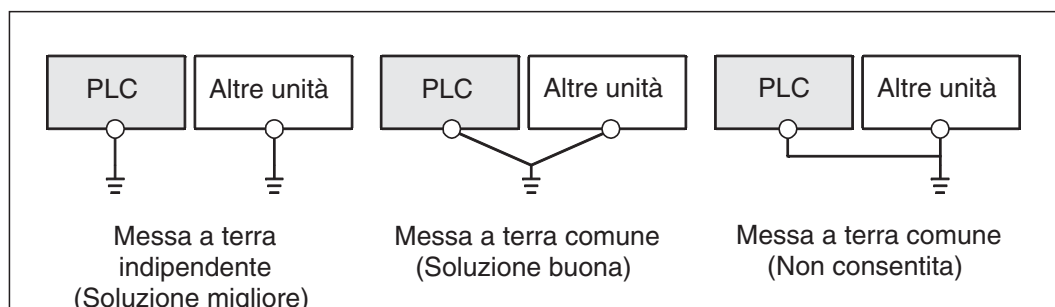 PLC
Altre unità
PLC
Altre unità
PLC
Altre unità
Messa a terra
indipendente
(Soluzione migliore)
Messa a terra comune
(Soluzione buona)
Messa a terra comune
(Non consentita)